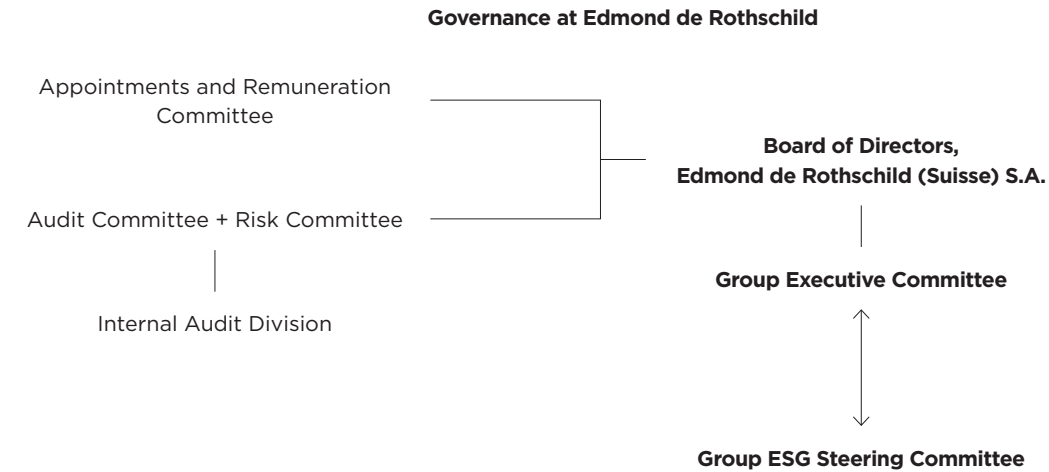 Governance at Edmond de Rothschild
Appointments and Remuneration
Committee
Board of Directors,
Edmond de Rothschild (Suisse) S.A.
Audit Committee + Risk Committee
Group Executive Committee
Internal Audit Division
Group ESG Steering Committee